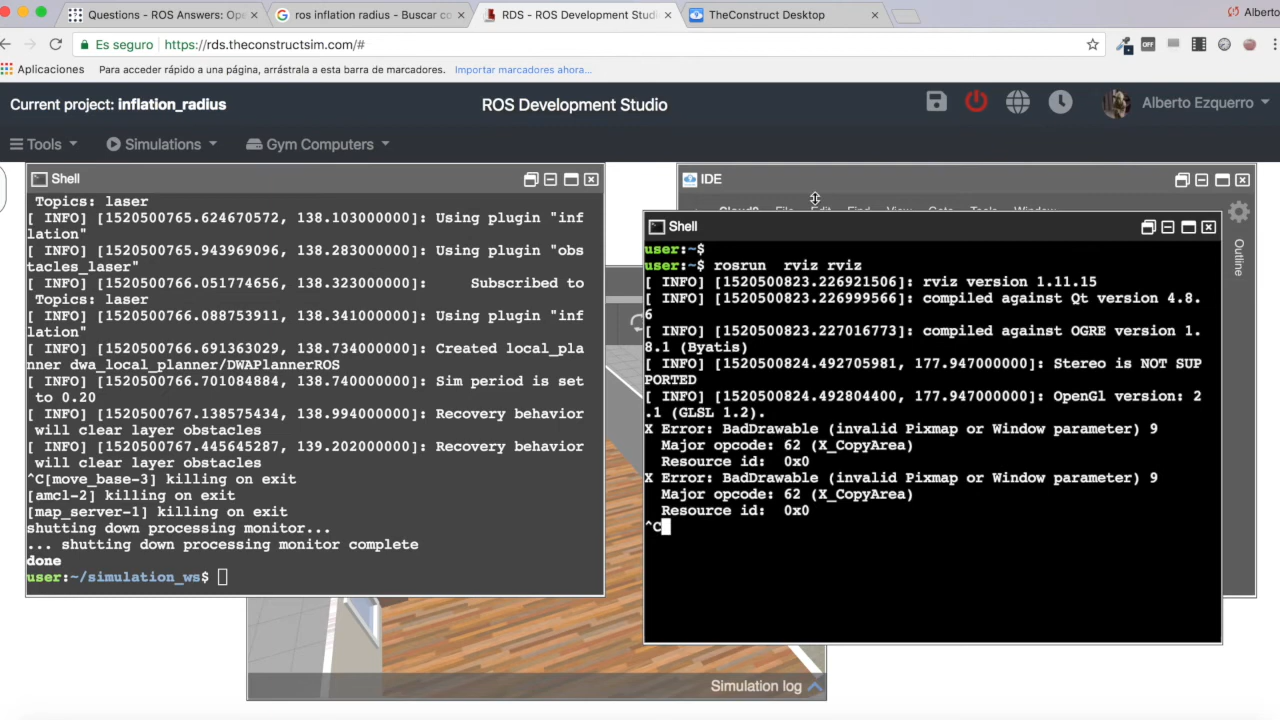 Questions - ROS Answers: Ope
ros inflation radius - Buscar co
RDS - ROS Development Studio
TheConstruct Desktop
Alberto
Es seguro
https://rds.theconstructsim.com/#
OFF
Aplicaciones
Para acceder rápido a una página, arrástrala a esta barra de marcadores.
Importar marcadores ahora...
Current project: inflation_radius
ROS Development Studio
Alberto Ezquerro
Tools
Simulations
Gym Computers
Shell
Topics: laser
[ INFO] [1520500765.624670572, 138.103000000]: Using plugin "inf
lation"
[ INFO] [1520500765.943969096, 138.283000000]: Using plugin "obs
tacles_laser"
[ INFO] [1520500766.051774656, 138.323000000]:     Subscribed to
Topics: laser
[ INFO] [1520500766.088753911, 138.341000000]: Using plugin "inf
lation"
[ INFO] [1520500766.691363029, 138.734000000]: Created local_pla
nner dwa_local_planner/DWAPlannerROS
[ INFO] [1520500766.701084884, 138.740000000]: Sim period is set
to 0.20
[ INFO] [1520500767.138575434, 138.994000000]: Recovery behavior
will clear layer obstacles
[ INFO] [1520500767.445645287, 139.202000000]: Recovery behavior
will clear layer obstacles
^C[move_base-3] killing on exit
[amcl-2] killing on exit
[map_server-1] killing on exit
shutting down processing monitor...
... shutting down processing monitor complete
done
user:~/simulation_ws$
IDE
File Edit Find View Goto Tools Window
Outline
Shell
user:~$
user:~$ rosrun  rviz rviz
[ INFO] [1520500823.226921506]: rviz version 1.11.15
[ INFO] [1520500823.226999566]: compiled against Qt version 4.8.
6
[ INFO] [1520500823.227016773]: compiled against OGRE version 1.
8.1 (Byatis)
[ INFO] [1520500824.492705981, 177.947000000]: Stereo is NOT SUP
PORTED
[ INFO] [1520500824.492804400, 177.947000000]: OpenGl version: 2
.1 (GLSL 1.2).
X Error: BadDrawable (invalid Pixmap or Window parameter) 9
Major opcode: 62 (X_CopyArea)
Resource id:  0x0
X Error: BadDrawable (invalid Pixmap or Window parameter) 9
Major opcode: 62 (X_CopyArea)
Resource id:  0x0
^C
Simulation log